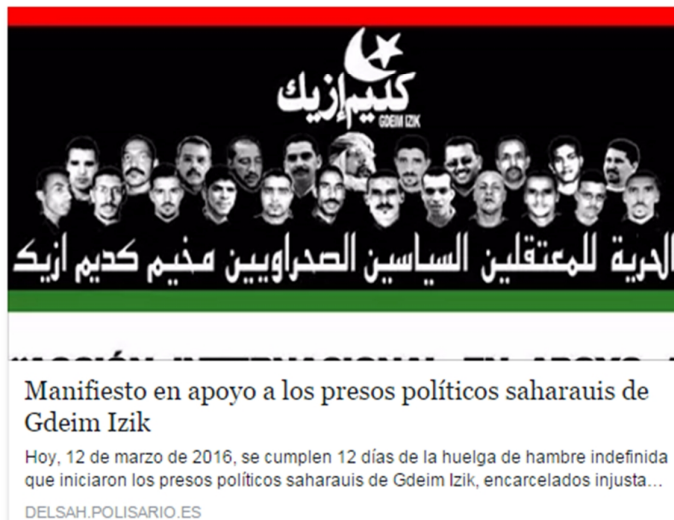 كديم إزيك
GDEIM IZIK
الحرية للمعتقلين السياسين الصحراويين مخيم كديم ازيك
Manifiesto en apoyo a los presos políticos saharauis de
Gdeim Izik
Hoy, 12 de marzo de 2016, se cumplen 12 días de la huelga de hambre indefinida
que iniciaron los presos políticos saharauis de Gdeim Izik, encarcelados injusta...
DELSAH.POLISARIO.ES